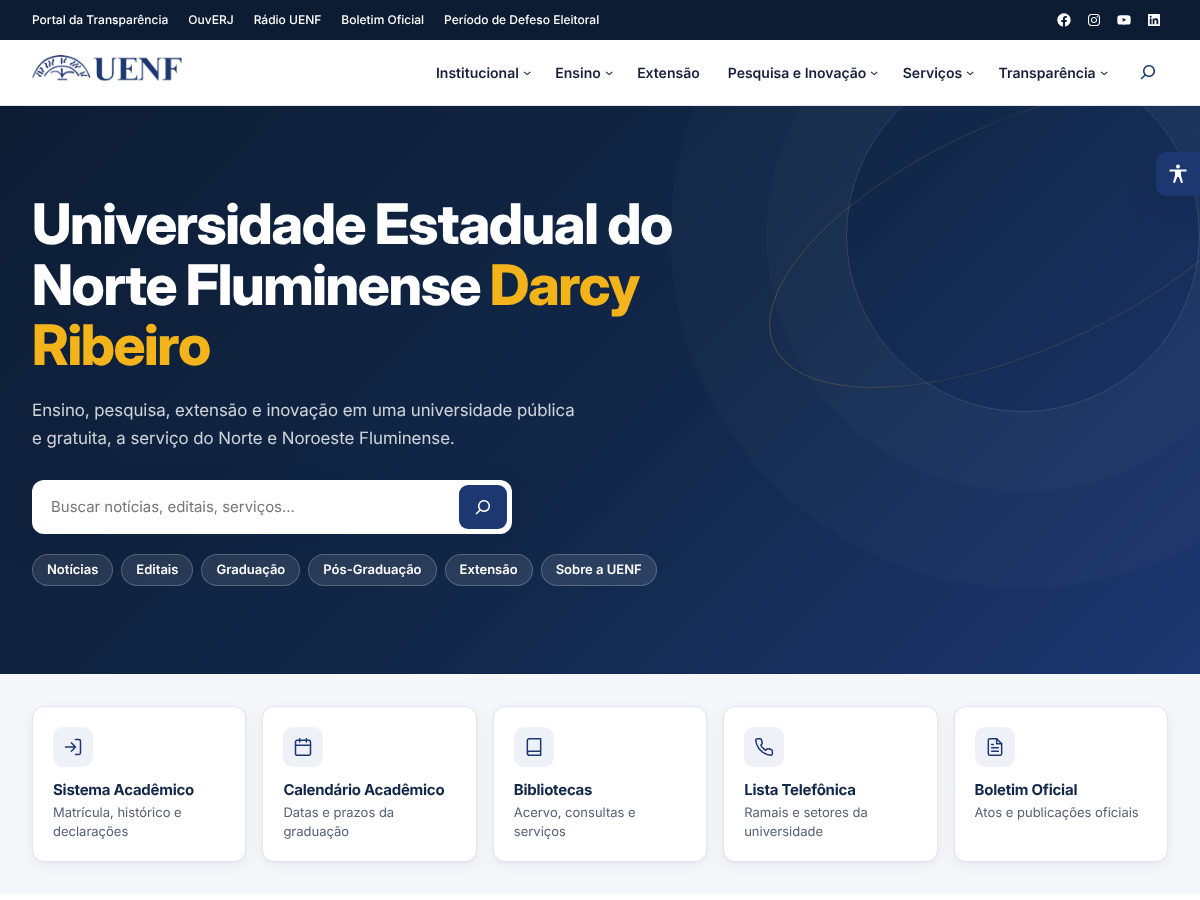 Portal da Transparência OuvERJ Rádio UENF Boletim Oficial Período de Defeso Eleitoral
UENF
Institucional Ensino Extensão Pesquisa e Inovação Serviços Transparência
Universidade Estadual do
Norte Fluminense Darcy
Ribeiro
Ensino, pesquisa, extensão e inovação em uma universidade pública
e gratuita, a serviço do Norte e Noroeste Fluminense.
Buscar notícias, editais, serviços...
Notícias Editais Graduação Pós-Graduação Extensão Sobre a UENF
Sistema Acadêmico
Matrícula, histórico e
declarações
Calendário Acadêmico
Datas e prazos da
graduação
Bibliotecas
Acervo, consultas e
serviços
Lista Telefônica
Ramais e setores da
universidade
Boletim Oficial
Atos e publicações oficiais